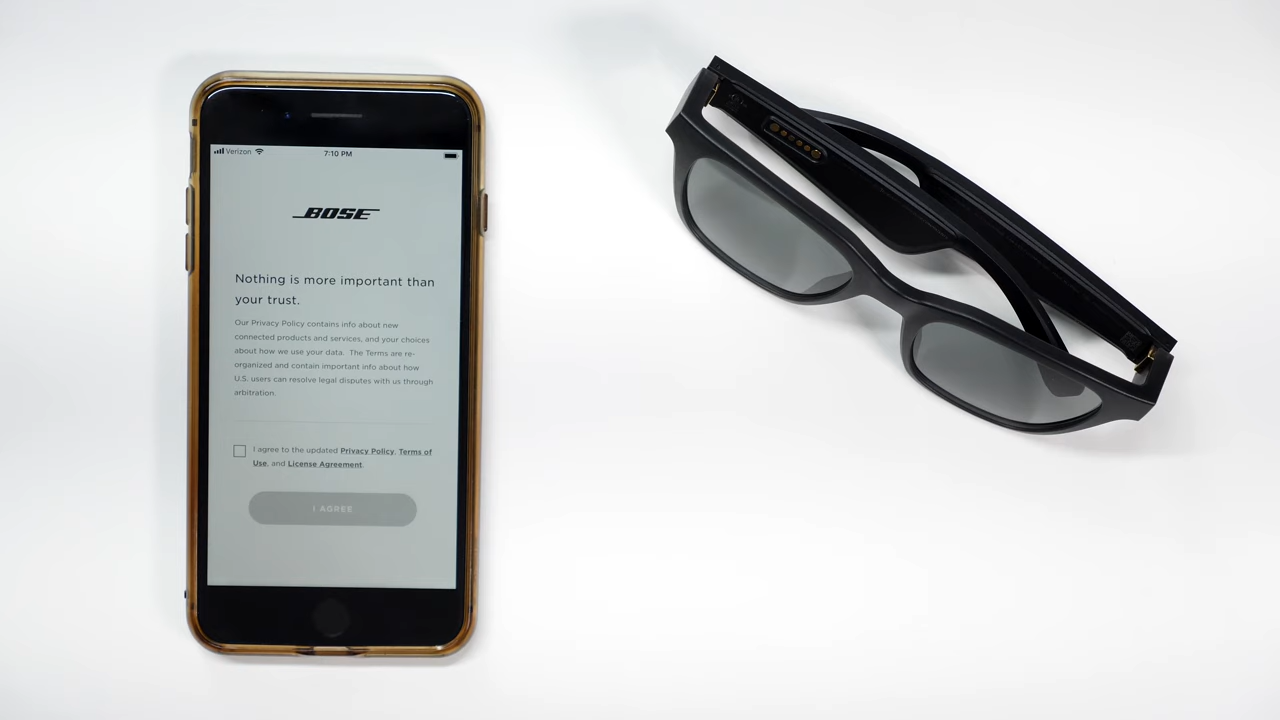 Verizon 7:10 PM
BOSE
Nothing is more important than
your trust.
Our Privacy Policy contains info about new
connected products and services, and your choices
about how we use your data. The Terms are re-
organized and contain important info about how
U.S. users can resolve legal disputes with us through
arbitration.
I agree to the updated Privacy Policy, Terms of
Use, and License Agreement.
I AGREE